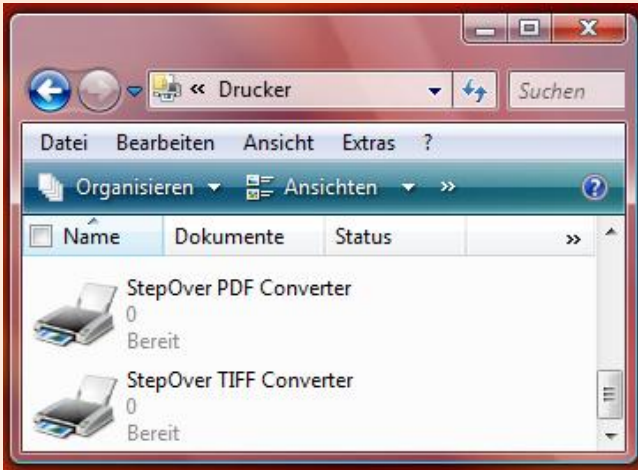 « Drucker
Suchen
Datei Bearbeiten Ansicht Extras ?
Organisieren Ansichten » ?
Name Dokumente Status »
StepOver PDF Converter
0
Bereit
StepOver TIFF Converter
0
Bereit